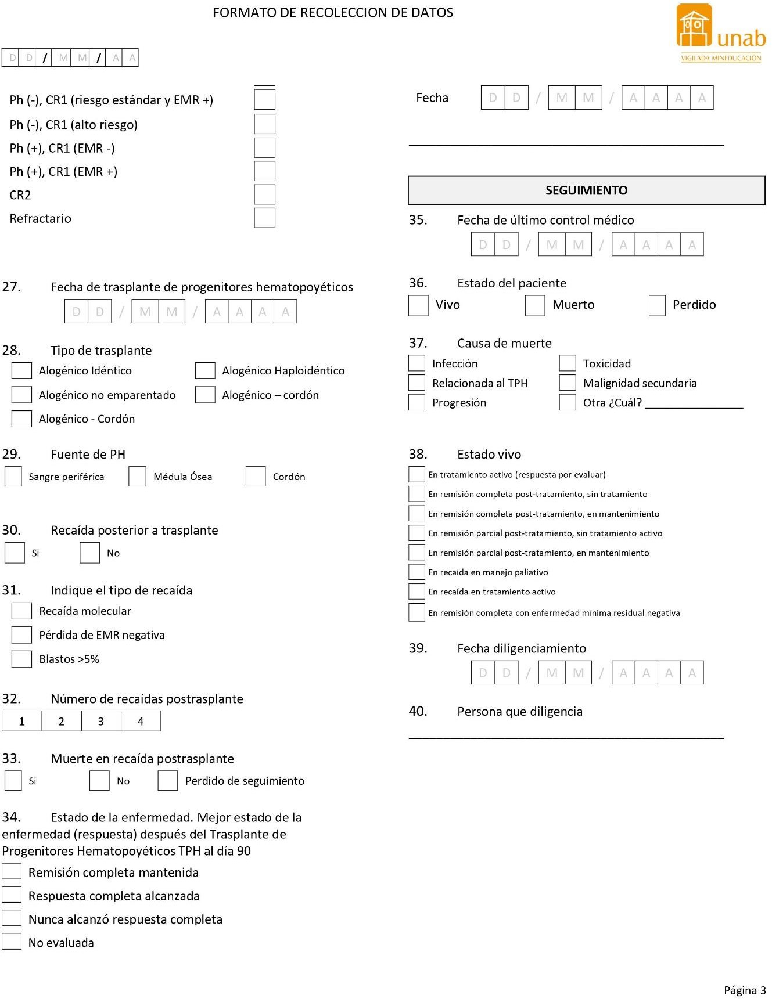 FORMATO DE RECOLECCION DE DATOS
unab
VIGILADA MINEDUCACIÓN
D D / M M / A A
Ph (-), CR1 (riesgo estándar y EMR +)
Ph (-), CR1 (alto riesgo)
Ph (+), CR1 (EMR -)
Ph (+), CR1 (EMR +)
CR2
Refractario
27. Fecha de trasplante de progenitores hematopoyéticos
D D / M M / A A A A
28. Tipo de trasplante
Alogénico Idéntico Alogénico Haploidéntico
Alogénico no emparentado Alogénico – cordón
Alogénico - Cordón
29. Fuente de PH
Sangre periférica Médula Ósea Cordón
30. Recaída posterior a trasplante
Si No
31. Indique el tipo de recaída
Recaída molecular
Pérdida de EMR negativa
Blastos >5%
32. Número de recaídas postrasplante
1 2 3 4
33. Muerte en recaída postrasplante
Si No Perdido de seguimiento
34. Estado de la enfermedad. Mejor estado de la
enfermedad (respuesta) después del Trasplante de
Progenitores Hematopoyéticos TPH al día 90
Remisión completa mantenida
Respuesta completa alcanzada
Nunca alcanzó respuesta completa
No evaluada
Fecha D D / M M / A A A A
SEGUIMIENTO
35. Fecha de último control médico
D D / M M / A A A A
36. Estado del paciente
Vivo Muerto Perdido
37. Causa de muerte
Infección Toxicidad
Relacionada al TPH Malignidad secundaria
Progresión Otra ¿Cuál?
38. Estado vivo
En tratamiento activo (respuesta por evaluar)
En remisión completa post-tratamiento, sin tratamiento
En remisión completa post-tratamiento, en mantenimiento
En remisión parcial post-tratamiento, sin tratamiento activo
En remisión parcial post-tratamiento, en mantenimiento
En recaída en manejo paliativo
En recaída en tratamiento activo
En remisión completa con enfermedad mínima residual negativa
39. Fecha diligenciamiento
D D / M M / A A A A
40. Persona que diligencia
Página 3